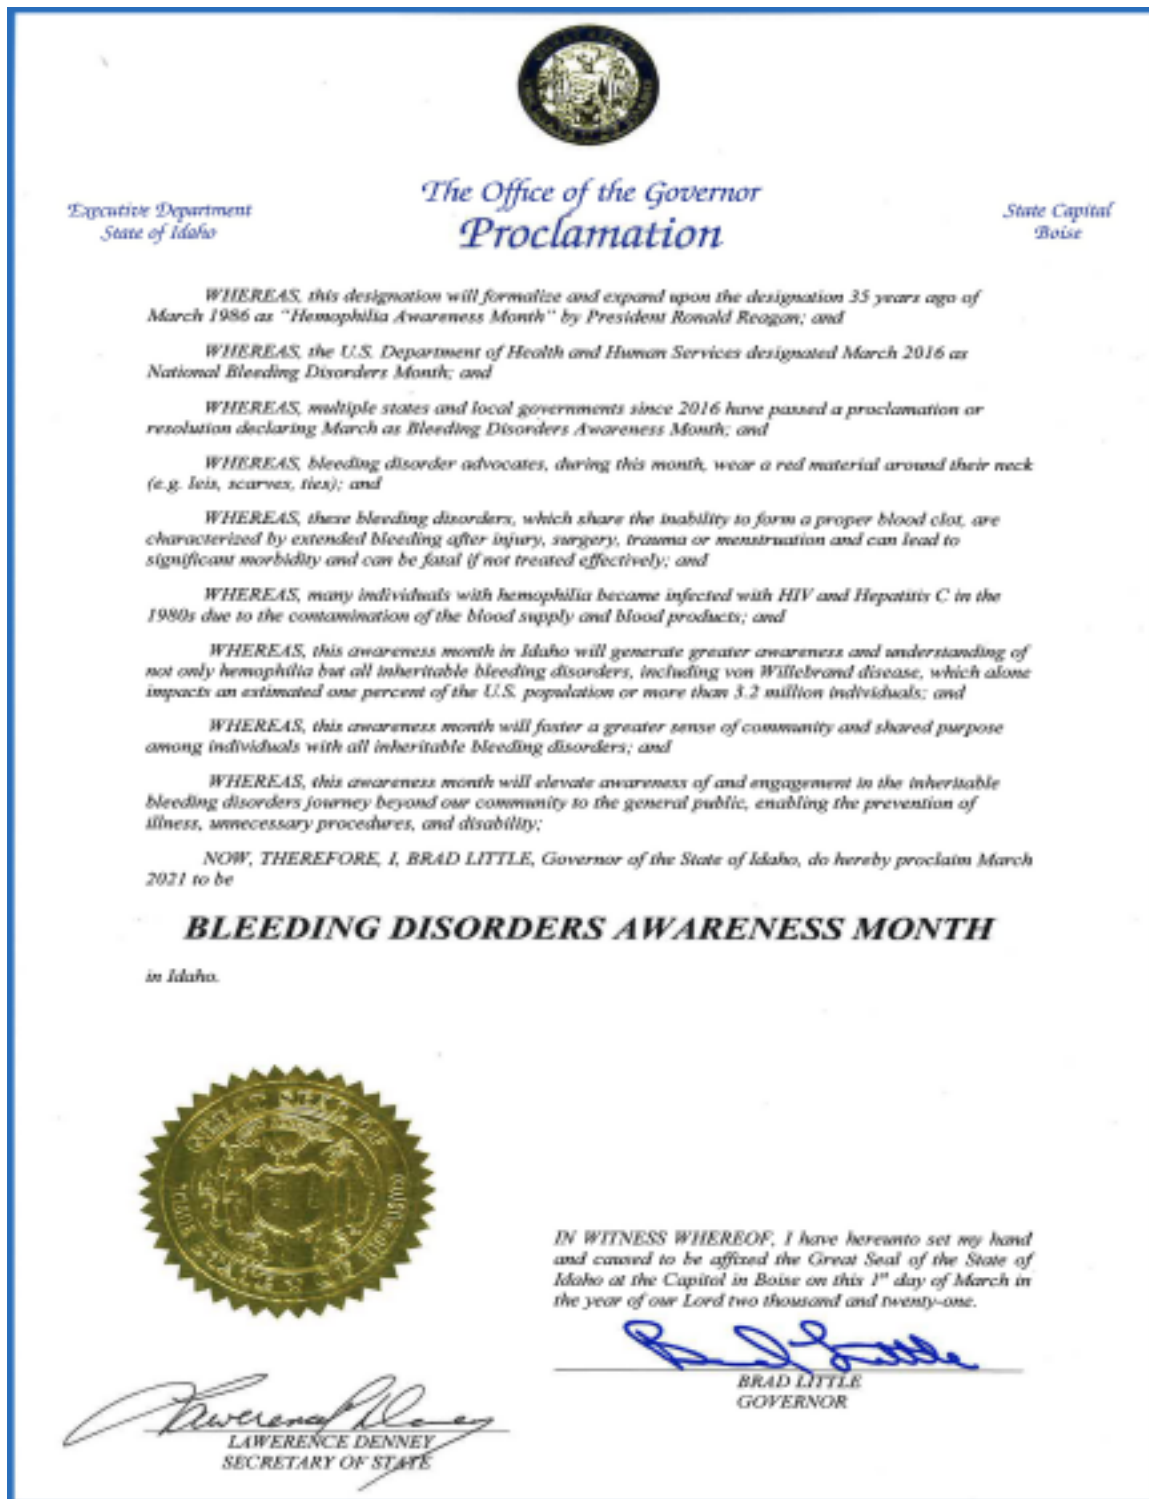 The Office of the Governor
Proclamation
Executive Department
State of Idaho
State Capital
Boise
WHEREAS, this designation will formalize and expand upon the designation 35 years ago of
March 1986 as “Hemophilia Awareness Month” by President Ronald Reagan; and
WHEREAS, the U.S. Department of Health and Human Services designated March 2016 as
National Bleeding Disorders Month; and
WHEREAS, multiple states and local governments since 2016 have passed a proclamation or
resolution declaring March as Bleeding Disorders Awareness Month; and
WHEREAS, bleeding disorder advocates, during this month, wear a red material around their neck
(e.g. leis, scarves, ties); and
WHEREAS, these bleeding disorders, which share the inability to form a proper blood clot, are
characterized by extended bleeding after injury, surgery, trauma or menstruation and can lead to
significant morbidity and can be fatal if not treated effectively; and
WHEREAS, many individuals with hemophilia became infected with HIV and Hepatitis C in the
1980s due to the contamination of the blood supply and blood products; and
WHEREAS, this awareness month in Idaho will generate greater awareness and understanding of
not only hemophilia but all inheritable bleeding disorders, including von Willebrand disease, which alone
impacts an estimated one percent of the U.S. population or more than 3.2 million individuals; and
WHEREAS, this awareness month will foster a greater sense of community and shared purpose
among individuals with all inheritable bleeding disorders; and
WHEREAS, this awareness month will elevate awareness of and engagement in the inheritable
bleeding disorders journey beyond our community to the general public, enabling the prevention of
illness, unnecessary procedures, and disability;
NOW, THEREFORE, I, BRAD LITTLE, Governor of the State of Idaho, do hereby proclaim March
2021 to be
BLEEDING DISORDERS AWARENESS MONTH
in Idaho.
IN WITNESS WHEREOF, I have hereunto set my hand
and caused to be affixed the Great Seal of the State of
Idaho at the Capitol in Boise on this 1st day of March in
the year of our Lord two thousand and twenty-one.
Brad Little
BRAD LITTLE
GOVERNOR
Lawerence Denney
LAWERENCE DENNEY
SECRETARY OF STATE